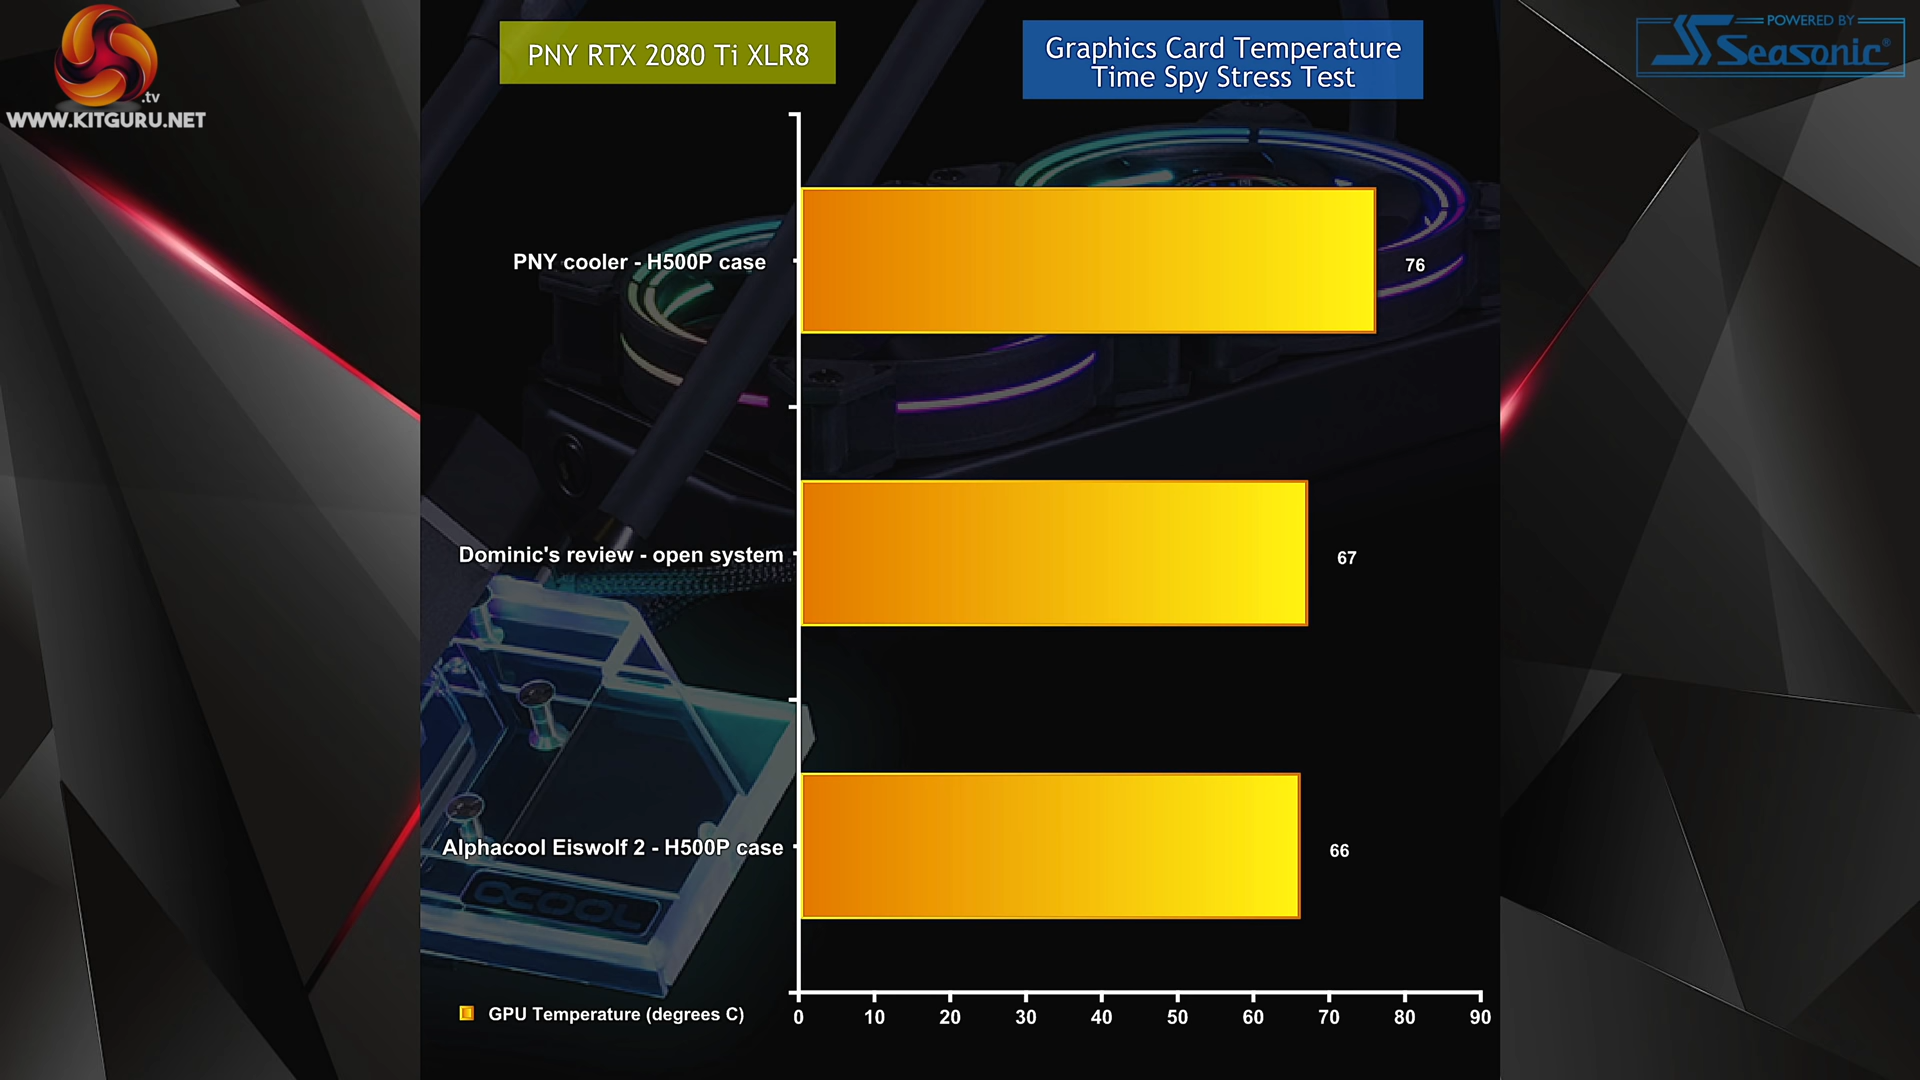 .tv
WWW.KITGURU.NET
PNY RTX 2080 Ti XLR8
Graphics Card Temperature
Time Spy Stress Test
POWERED BY
Seasonic®
PNY cooler - H500P case
76
Dominic's review - open system
67
Alphacool Eiswolf 2 - H500P case
66
OCOOL
GPU Temperature (degrees C)
0 10 20 30 40 50 60 70 80 90